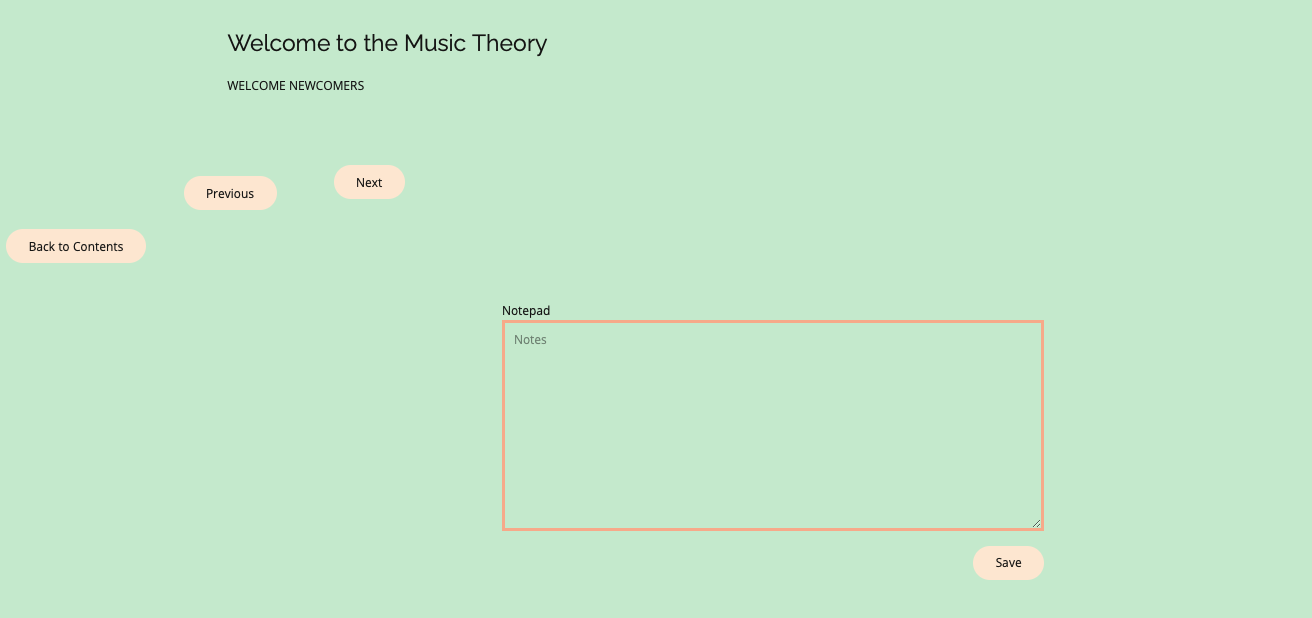 Welcome to the Music Theory
WELCOME NEWCOMERS
Previous
Next
Back to Contents
Notepad
Notes
Save